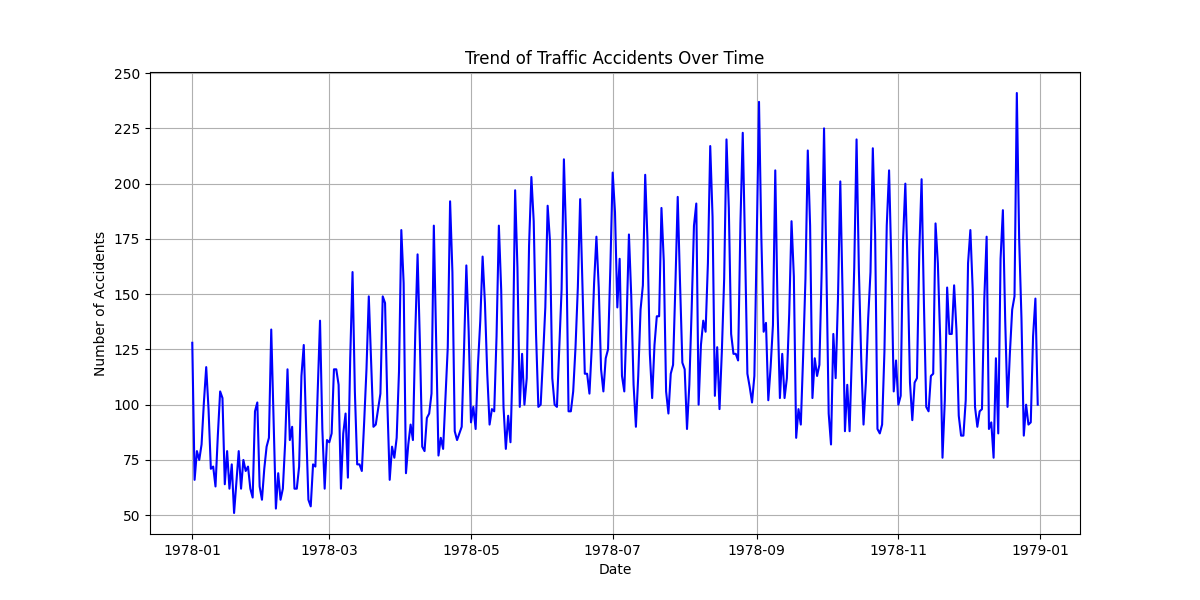 Trend of Traffic Accidents Over Time
250
225
200
175
150
125
100
75
50
Number of Accidents
1978-01 1978-03 1978-05 1978-07 1978-09 1978-11 1979-01
Date